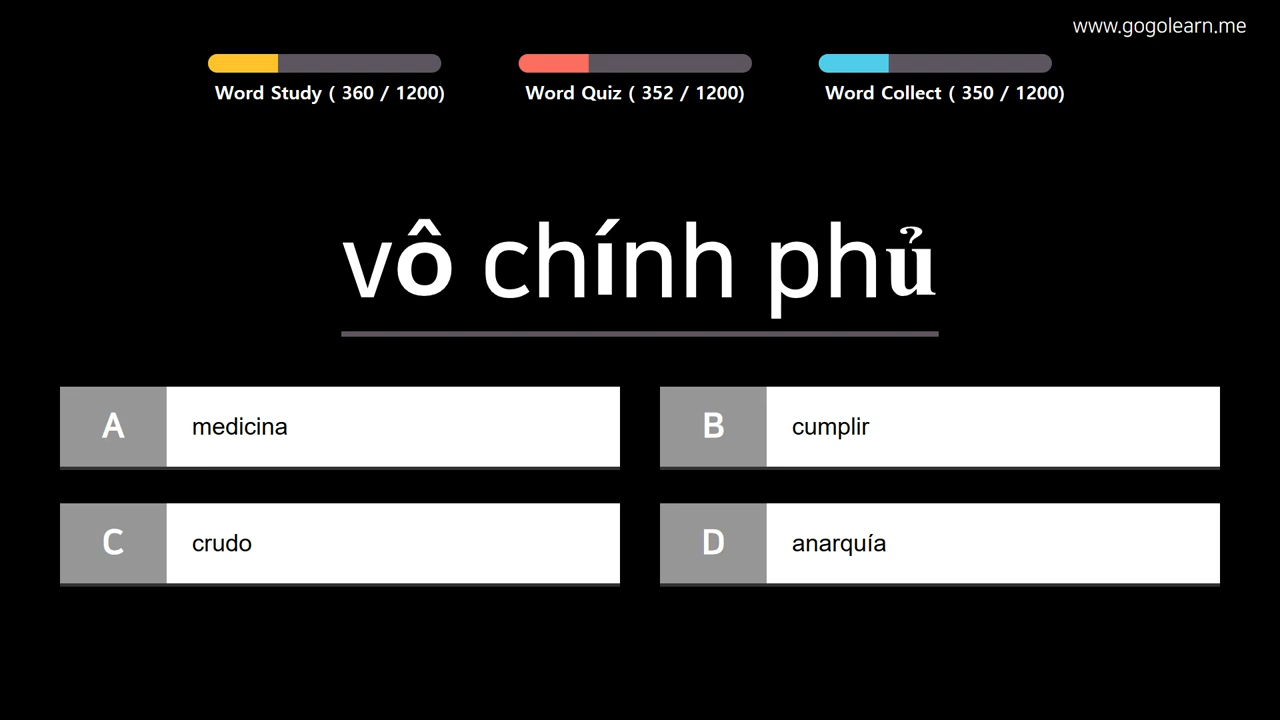 www.gogolearn.me
Word Study ( 360 / 1200)
Word Quiz ( 352 / 1200)
Word Collect ( 350 / 1200)
vô chính phủ
A medicina
B cumplir
C crudo
D anarquía